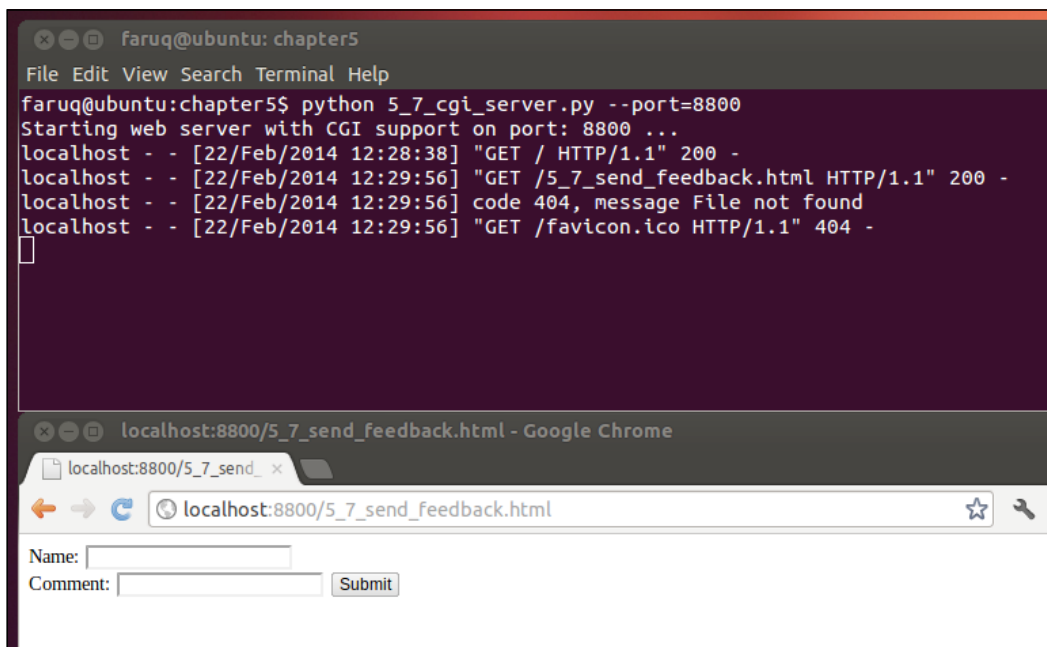 faruq@ubuntu: chapter5
File Edit View Search Terminal Help
faruq@ubuntu:chapter5$ python 5_7_cgi_server.py --port=8800
Starting web server with CGI support on port: 8800 ...
localhost - - [22/Feb/2014 12:28:38] "GET / HTTP/1.1" 200 -
localhost - - [22/Feb/2014 12:29:56] "GET /5_7_send_feedback.html HTTP/1.1" 200 -
localhost - - [22/Feb/2014 12:29:56] code 404, message File not found
localhost - - [22/Feb/2014 12:29:56] "GET /favicon.ico HTTP/1.1" 404 -
localhost:8800/5_7_send_feedback.html - Google Chrome
localhost:8800/5_7_send_
localhost:8800/5_7_send_feedback.html
Name:
Comment: Submit